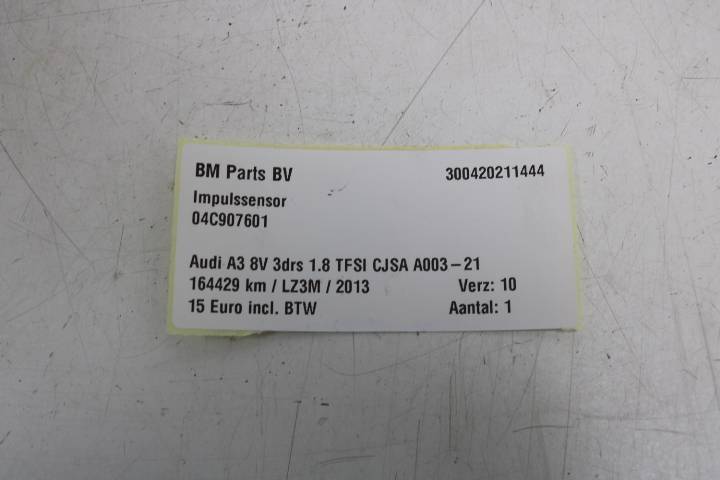 BM Parts BV 300420211444
Impulssensor
04C907601
Audi A3 8V 3drs 1.8 TFSI CJSA A003-21
164429 km / LZ3M / 2013 Verz: 10
15 Euro incl. BTW Aantal: 1